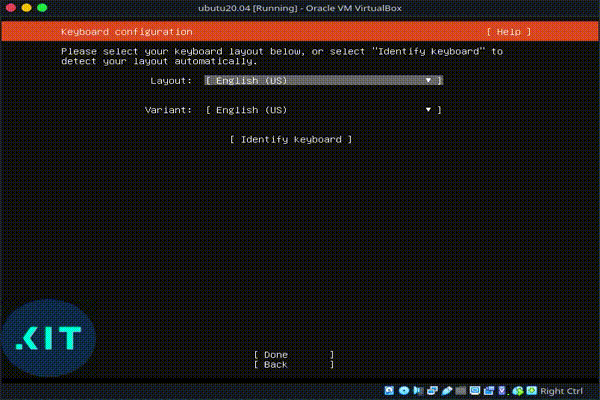 ubutu20.04 [Running] - Oracle VM VirtualBox
Keyboard configuration [ Help ]
Please select your keyboard layout below, or select "Identify keyboard" to
detect your layout automatically.
Layout: [ English (US) ▾ ]
Variant: [ English (US) ▾ ]
[ Identify keyboard ]
.KIT
[ Done ]
[ Back ]
Right Ctrl